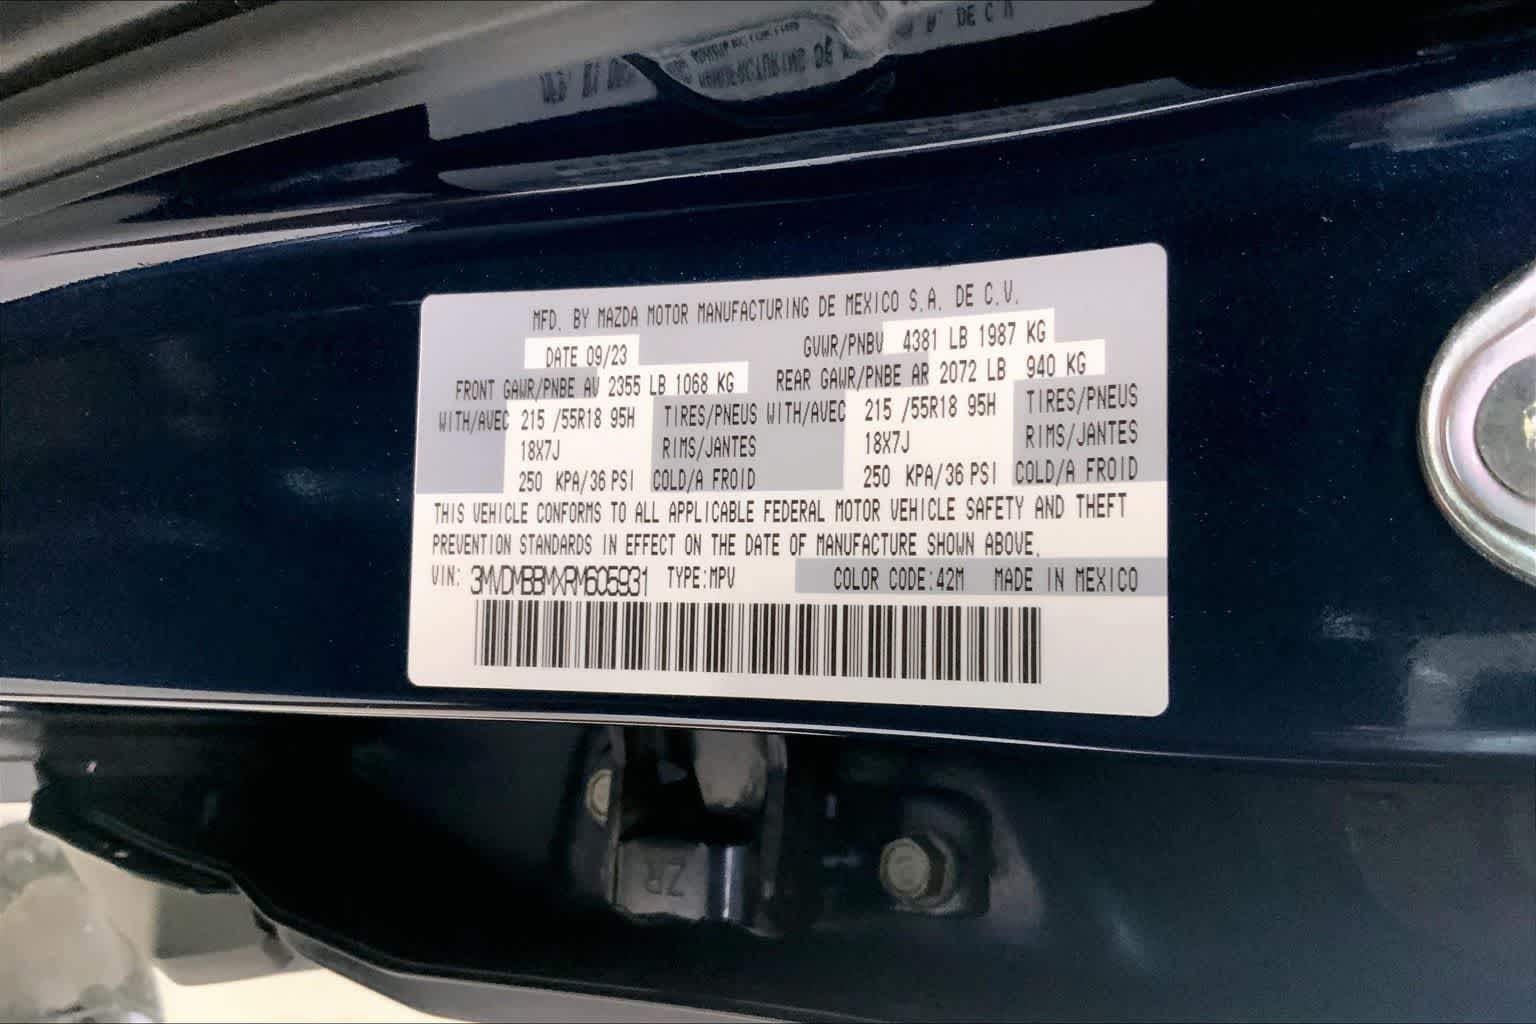 MFD. BY MAZDA MOTOR MANUFACTURING DE MEXICO S.A. DE C.V.
DATE 09/23 GVWR/PNBV 4381 LB 1987 KG
FRONT GAWR/PNBE AV 2355 LB 1068 KG REAR GAWR/PNBE AR 2072 LB 940 KG
WITH/AVEC 215 /55R18 95H TIRES/PNEUS WITH/AVEC 215 /55R18 95H TIRES/PNEUS
18X7J RIMS/JANTES 18X7J RIMS/JANTES
250 KPA/36 PSI COLD/A FROID 250 KPA/36 PSI COLD/A FROID
THIS VEHICLE CONFORMS TO ALL APPLICABLE FEDERAL MOTOR VEHICLE SAFETY AND THEFT
PREVENTION STANDARDS IN EFFECT ON THE DATE OF MANUFACTURE SHOWN ABOVE.
VIN: 3MVDMBBMXRM605931 TYPE:MPV COLOR CODE:42M MADE IN MEXICO
ZR